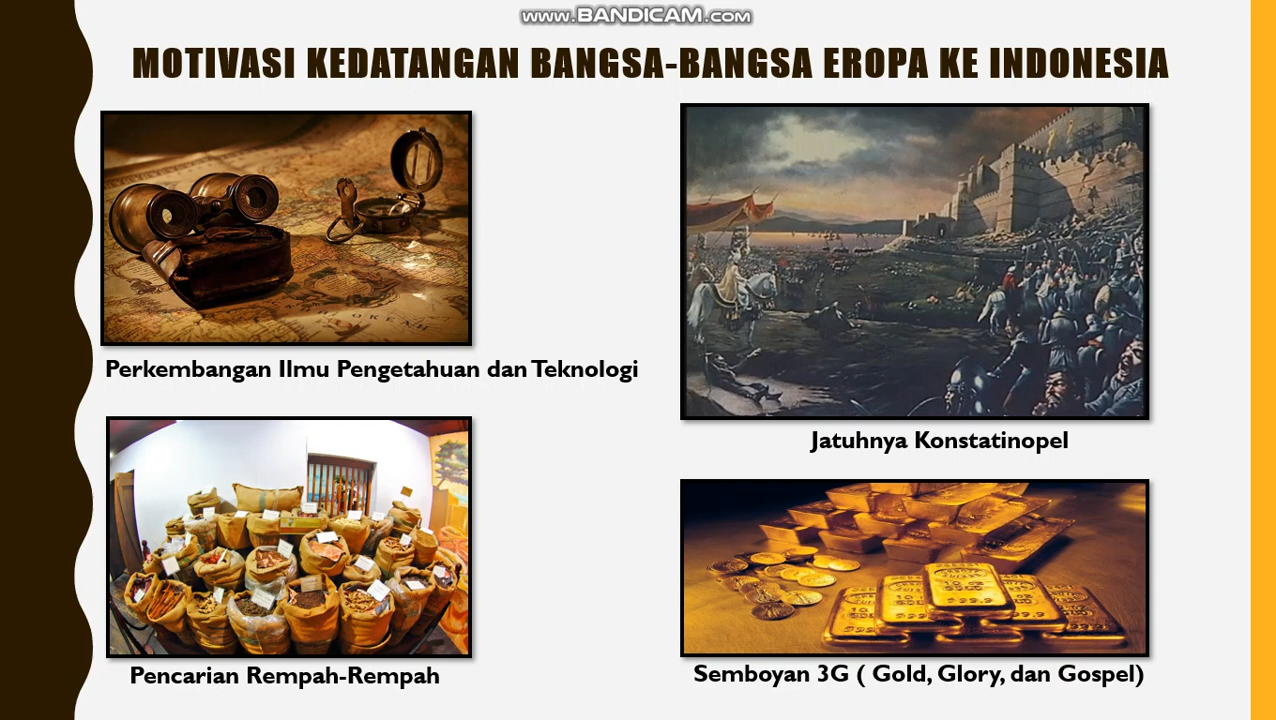 www.BANDICAM.com
MOTIVASI KEDATANGAN BANGSA-BANGSA EROPA KE INDONESIA
Perkembangan Ilmu Pengetahuan dan Teknologi
Jatuhnya Konstatinopel
Pencarian Rempah-Rempah
Semboyan 3G ( Gold, Glory, dan Gospel)